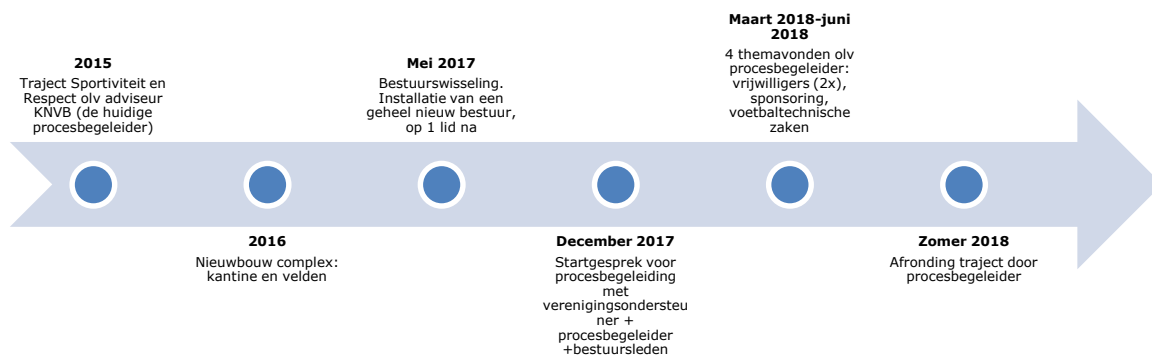 2015
Traject Sportiviteit en
Respect olv adviseur
KNVB (de huidige
procesbegeleider)
2016
Nieuwbouw complex:
kantine en velden
Mei 2017
Bestuurswisseling.
Installatie van een
geheel nieuw bestuur,
op 1 lid na
December 2017
Startgesprek voor
procesbegeleiding
met
verenigingsondersteu
ner +
procesbegeleider
+bestuursleden
Maart 2018-juni
2018
4 themavonden olv
procesbegeleider:
vrijwilligers (2x),
sponsoring,
voetbaltechnische
zaken
Zomer 2018
Afronding traject door
procesbegeleider